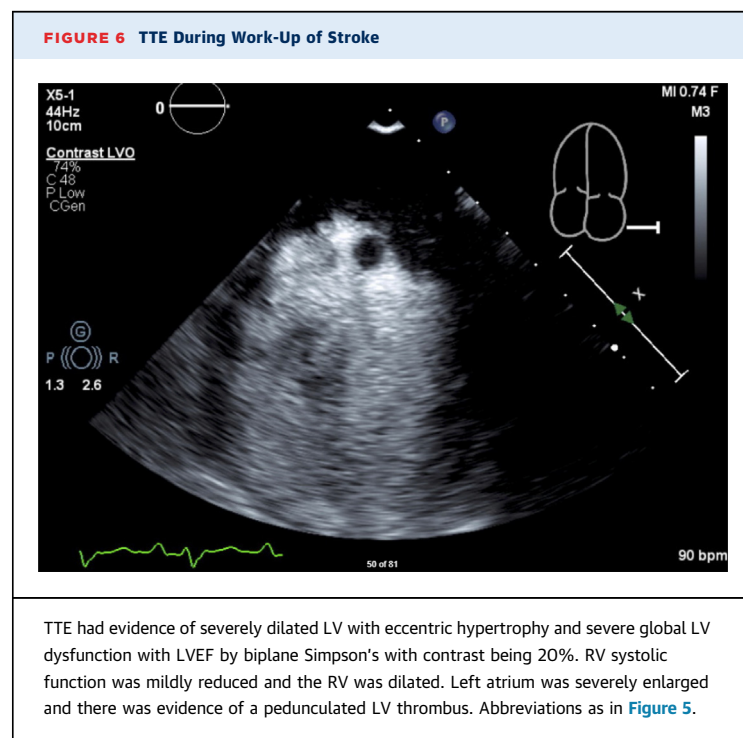 FIGURE 6 TTE During Work-Up of Stroke
X5-1
44Hz
10cm
0
P
MI 0.74 F
M3
Contrast LVO
74%
C 48
P Low
CGen
X
G
P R
1.3 2.6
50 of 81
90 bpm
TTE had evidence of severely dilated LV with eccentric hypertrophy and severe global LV
dysfunction with LVEF by biplane Simpson's with contrast being 20%. RV systolic
function was mildly reduced and the RV was dilated. Left atrium was severely enlarged
and there was evidence of a pedunculated LV thrombus. Abbreviations as in Figure 5.